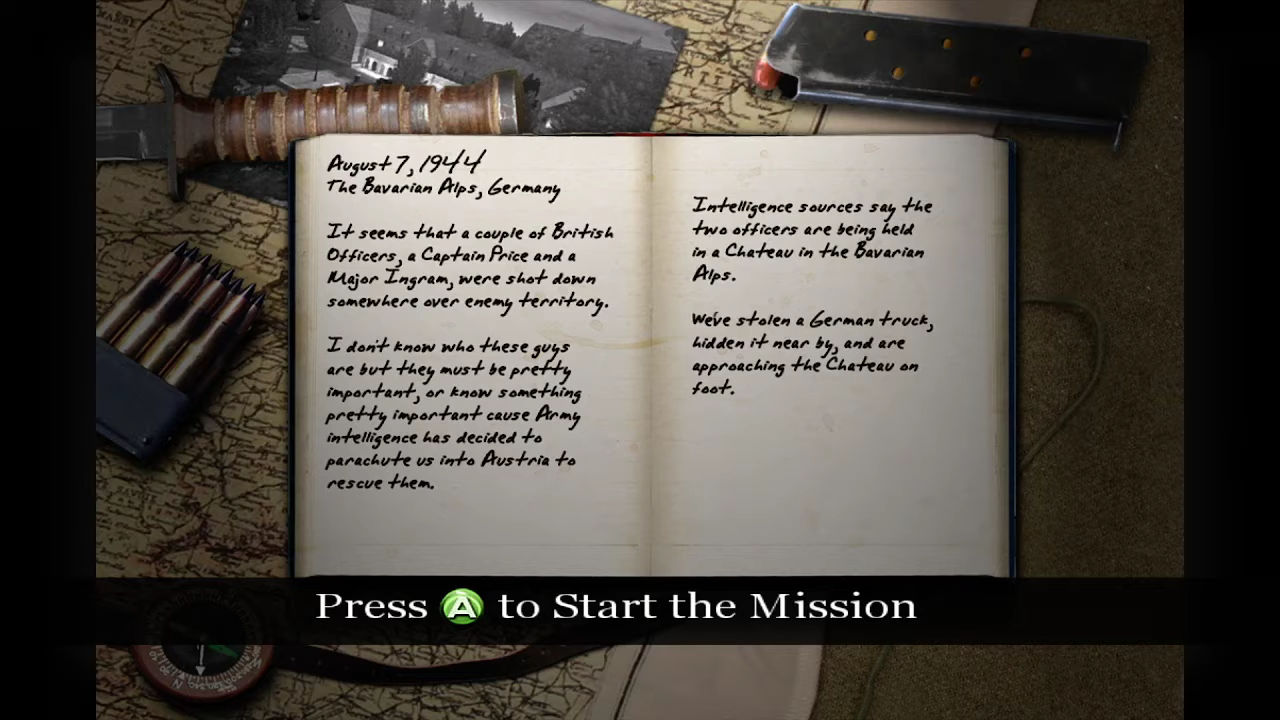 August 7, 1944
The Bavarian Alps, Germany
It seems that a couple of British
Officers, a Captain Price and a
Major Ingram, were shot down
somewhere over enemy territory.
I don't know who these guys
are but they must be pretty
important, or know something
pretty important cause Army
intelligence has decided to
parachute us into Austria to
rescue them.
Intelligence sources say the
two officers are being held
in a Chateau in the Bavarian
Alps.
We've stolen a German truck,
hidden it near by, and are
approaching the Chateau on
foot.
Press A to Start the Mission